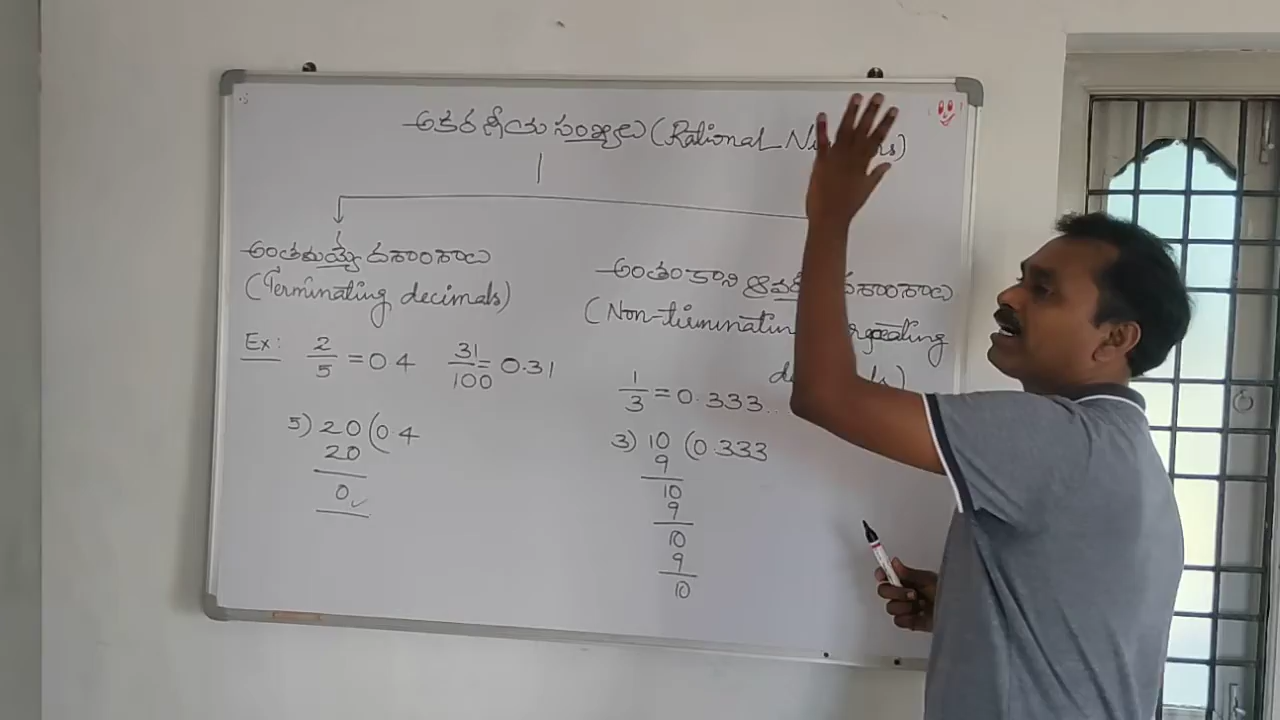 అకరణీయ సంఖ్యలు (Rational
అంతమయ్యే దశాంశాలు
(Terminating decimals)
Ex: 2/5 = 0.4 31/100 = 0.31
5) 20 (0.4
20
0
అంతంకాని దశాంశాలు
(Non-terminating
1/3 = 0.333...
3) 10 (0.333
9
10
9
10
9
10